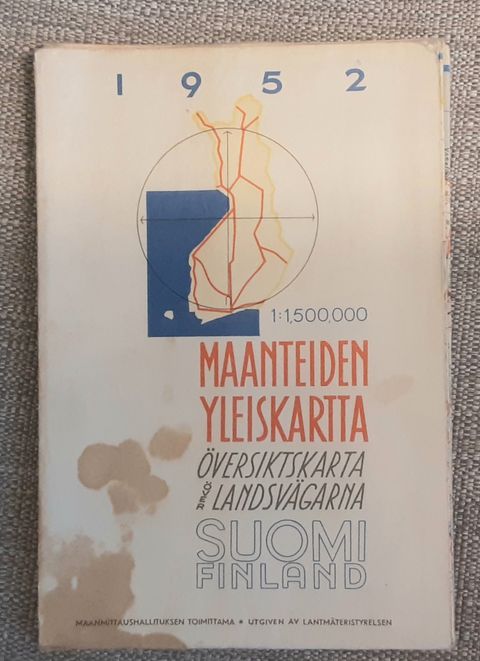 1952
1:1,500,000
MAANTEIDEN
YLEISKARTTA
ÖVERSIKTSKARTA
ÖVER LANDSVÄGARNA
SUOMI
FINLAND
MAANMITTAUSHALLITUKSEN TOIMITTAMA * UTGIVEN AV LANTMÄTERISTYRELSEN